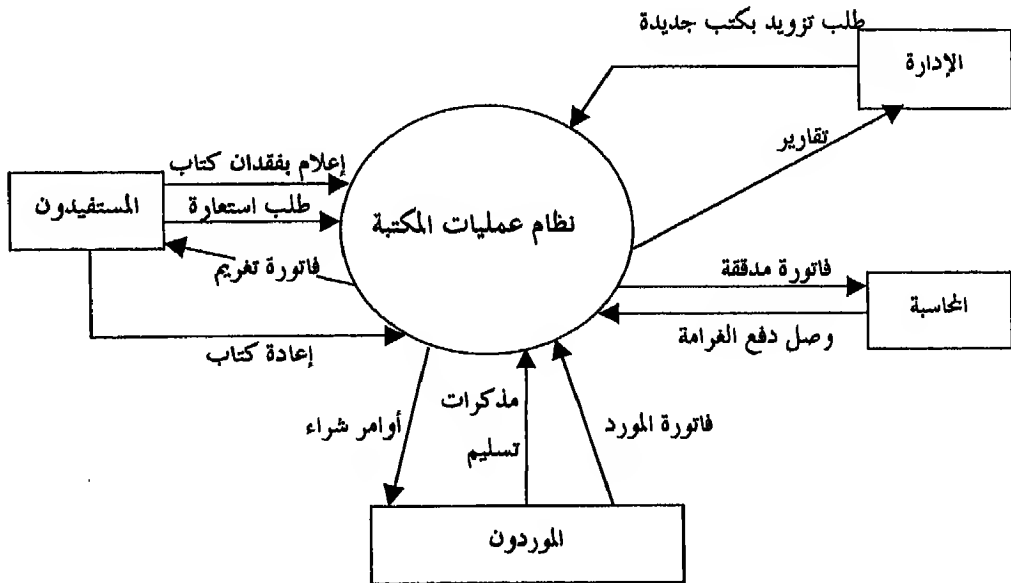 طلب تزويد بكتب جديدة
الإدارة
تقارير
إعلام بفقدان كتاب
المستفيدون
طلب استعارة
نظام عمليات المكتبة
فاتورة تغريم
فاتورة مدققة
المحاسبة
وصل دفع الغرامة
إعادة كتاب
أوامر شراء
مذكرات
تسليم
فاتورة المورد
الموردون